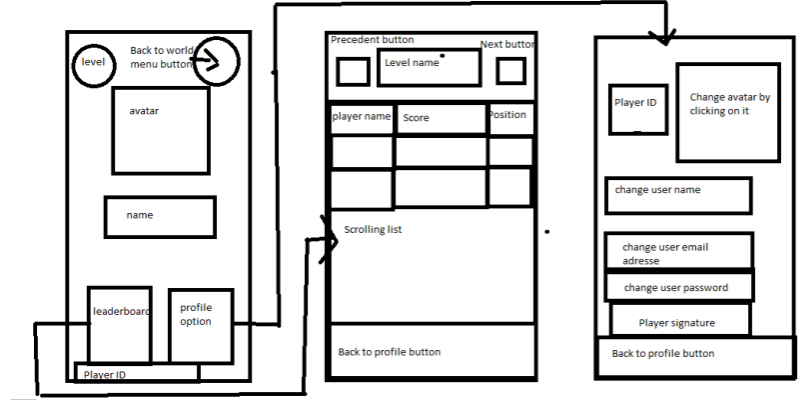 level
Back to world
menu button
avatar
name
leaderboard
profile
option
Player ID
Precedent button
Next button
Level name
player name
Score
Position
Scrolling list
Back to profile button
Player ID
Change avatar by
clicking on it
change user name
change user email
adresse
change user password
Player signature
Back to profile button